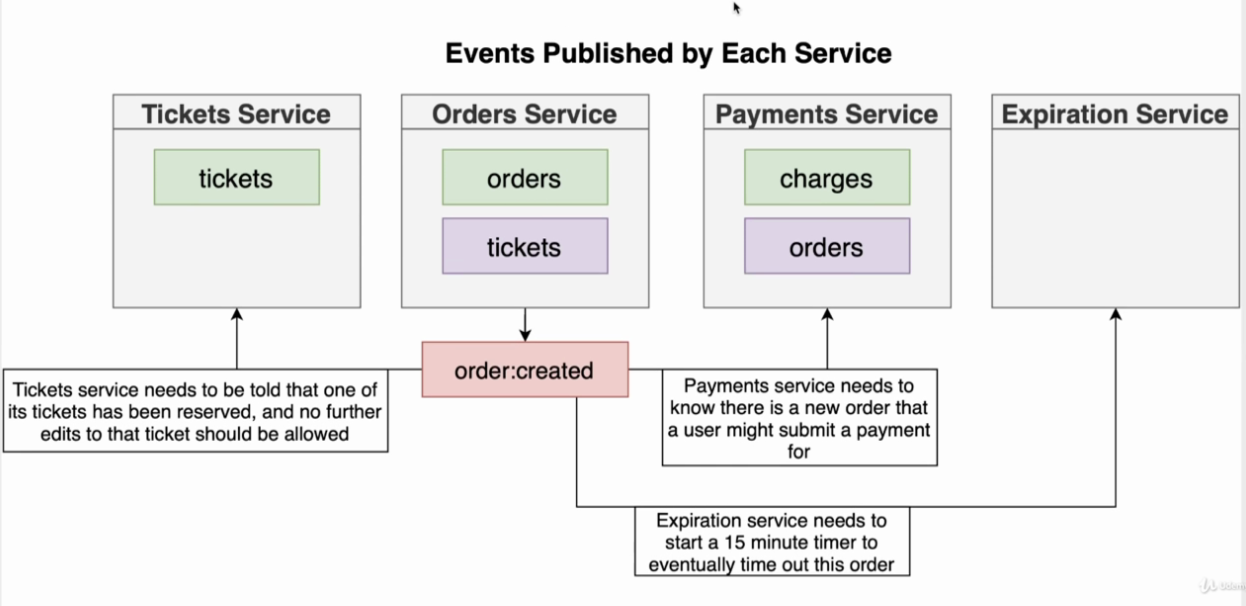 Events Published by Each Service
Tickets Service
Orders Service
Payments Service
Expiration Service
tickets
orders
charges
tickets
orders
order:created
Tickets service needs to be told that one of
its tickets has been reserved, and no further
edits to that ticket should be allowed
Payments service needs to
know there is a new order that
a user might submit a payment
for
Expiration service needs to
start a 15 minute timer to
eventually time out this order